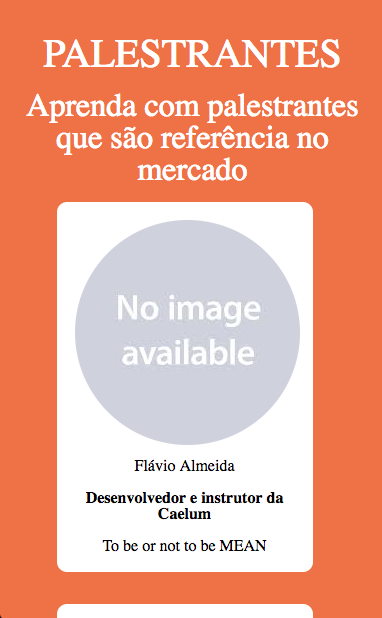 PALESTRANTES
Aprenda com palestrantes
que são referência no
mercado
No image
available
Flávio Almeida
Desenvolvedor e instrutor da
Caelum
To be or not to be MEAN